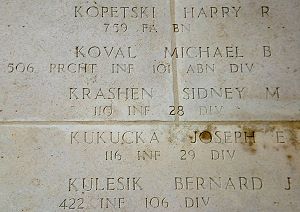 KOPETSKI HARRY R
759 FA BN
KOVAL MICHAEL B
506 PRCHT INF 101 ABN DIV
KRASHEN SIDNEY M
110 INF 28 DIV
KUKUCKA JOSEPH E
116 INF 29 DIV
KULESIK BERNARD J
422 INF 106 DIV